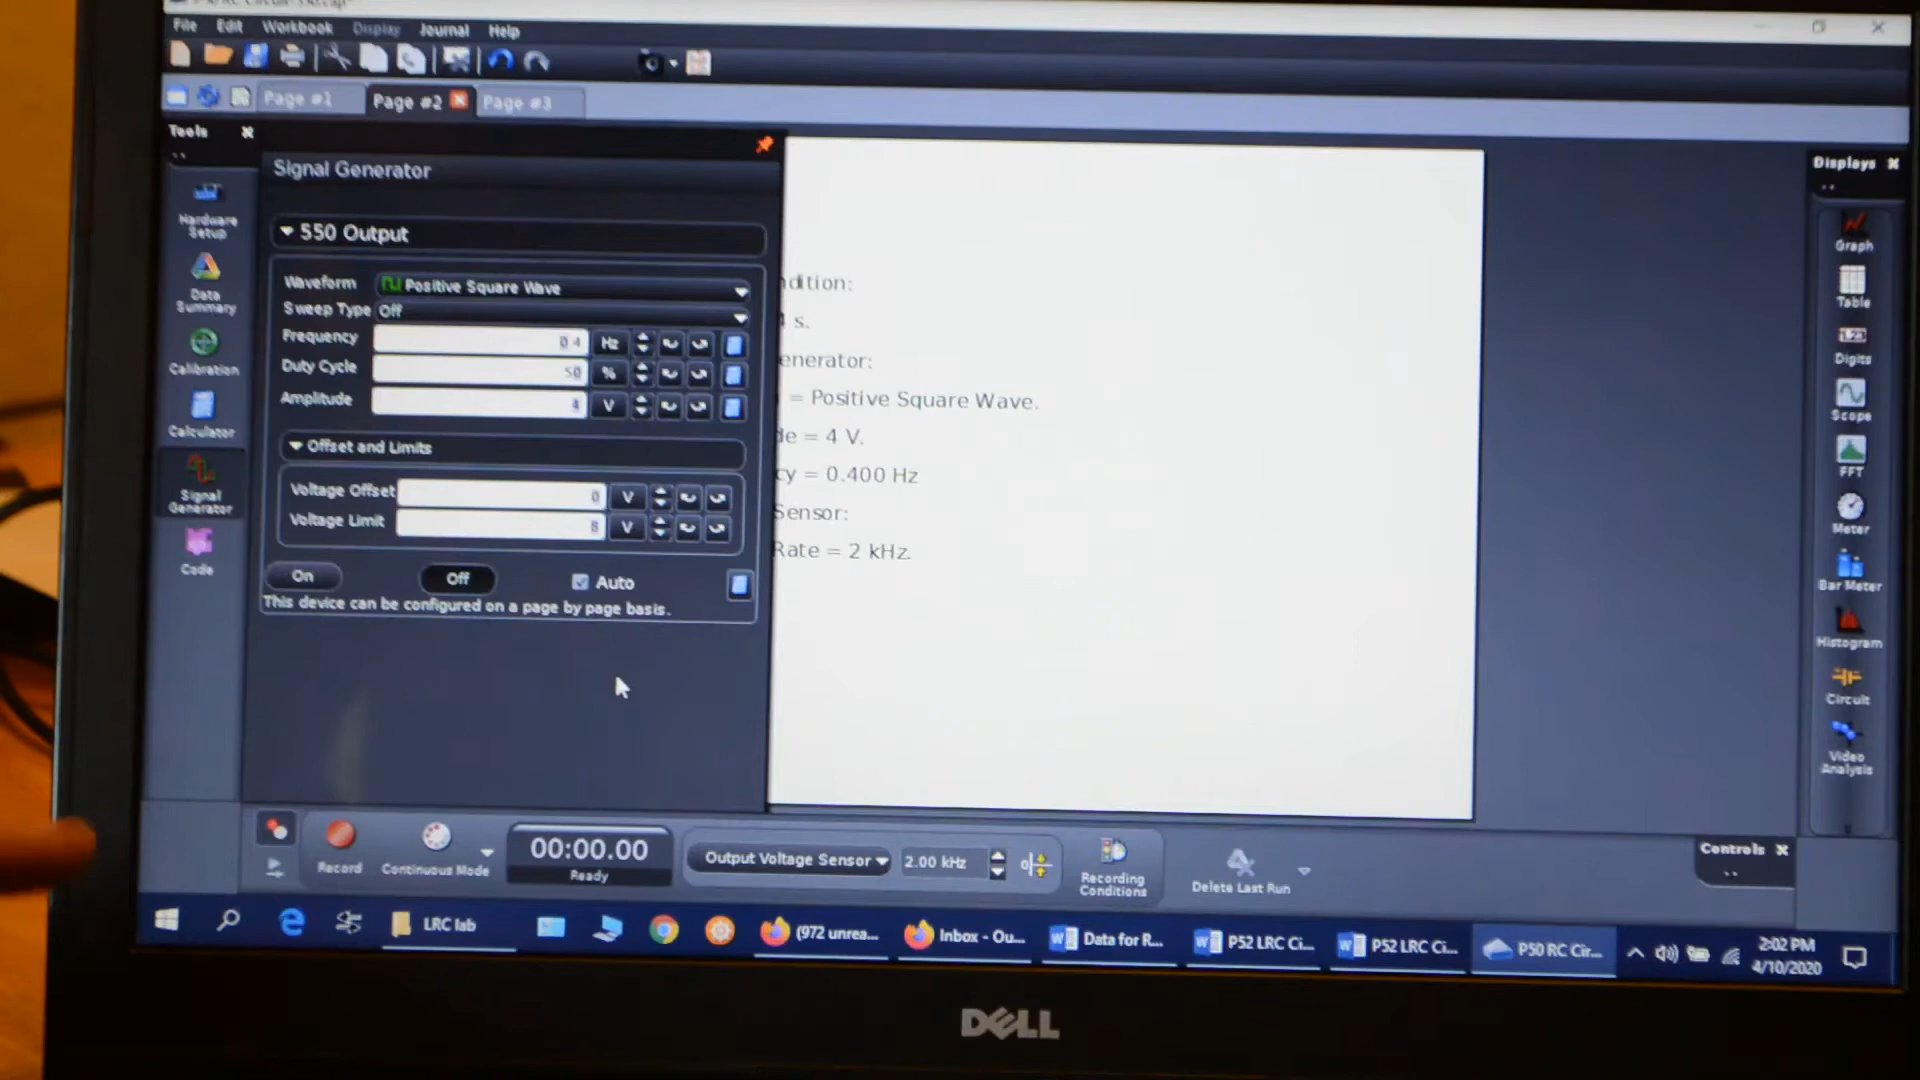 File Edit Workbook Display Journal Help
Page #1 Page #2 Page #3
Tools
Displays
Signal Generator
550 Output
Waveform Positive Square Wave
Sweep Type Off
Frequency 0.4 Hz
Duty Cycle 50 %
Amplitude 4 V
Offset and Limits
Voltage Offset 0 V
Voltage Limit 8 V
On Off Auto
This device can be configured on a page by page basis.
Hardware
Setup
Data
Summary
Calibration
Calculator
Signal
Generator
Code
dition:
s.
enerator:
= Positive Square Wave.
de = 4 V.
cy = 0.400 Hz
Sensor:
Rate = 2 kHz.
Graph
Table
Digits
Scope
FFT
Meter
Bar Meter
Histogram
Circuit
Video
Analysis
Record
Continuous Mode
00:00.00
Ready
Output Voltage Sensor 2.00 kHz
Recording
Conditions
Delete Last Run
Controls
LRC lab
(972 unrea...
Inbox - Ou...
Data for R...
P52 LRC Ci...
P52 LRC Ci...
P50 RC Cir...
2:02 PM
4/10/2020
DELL